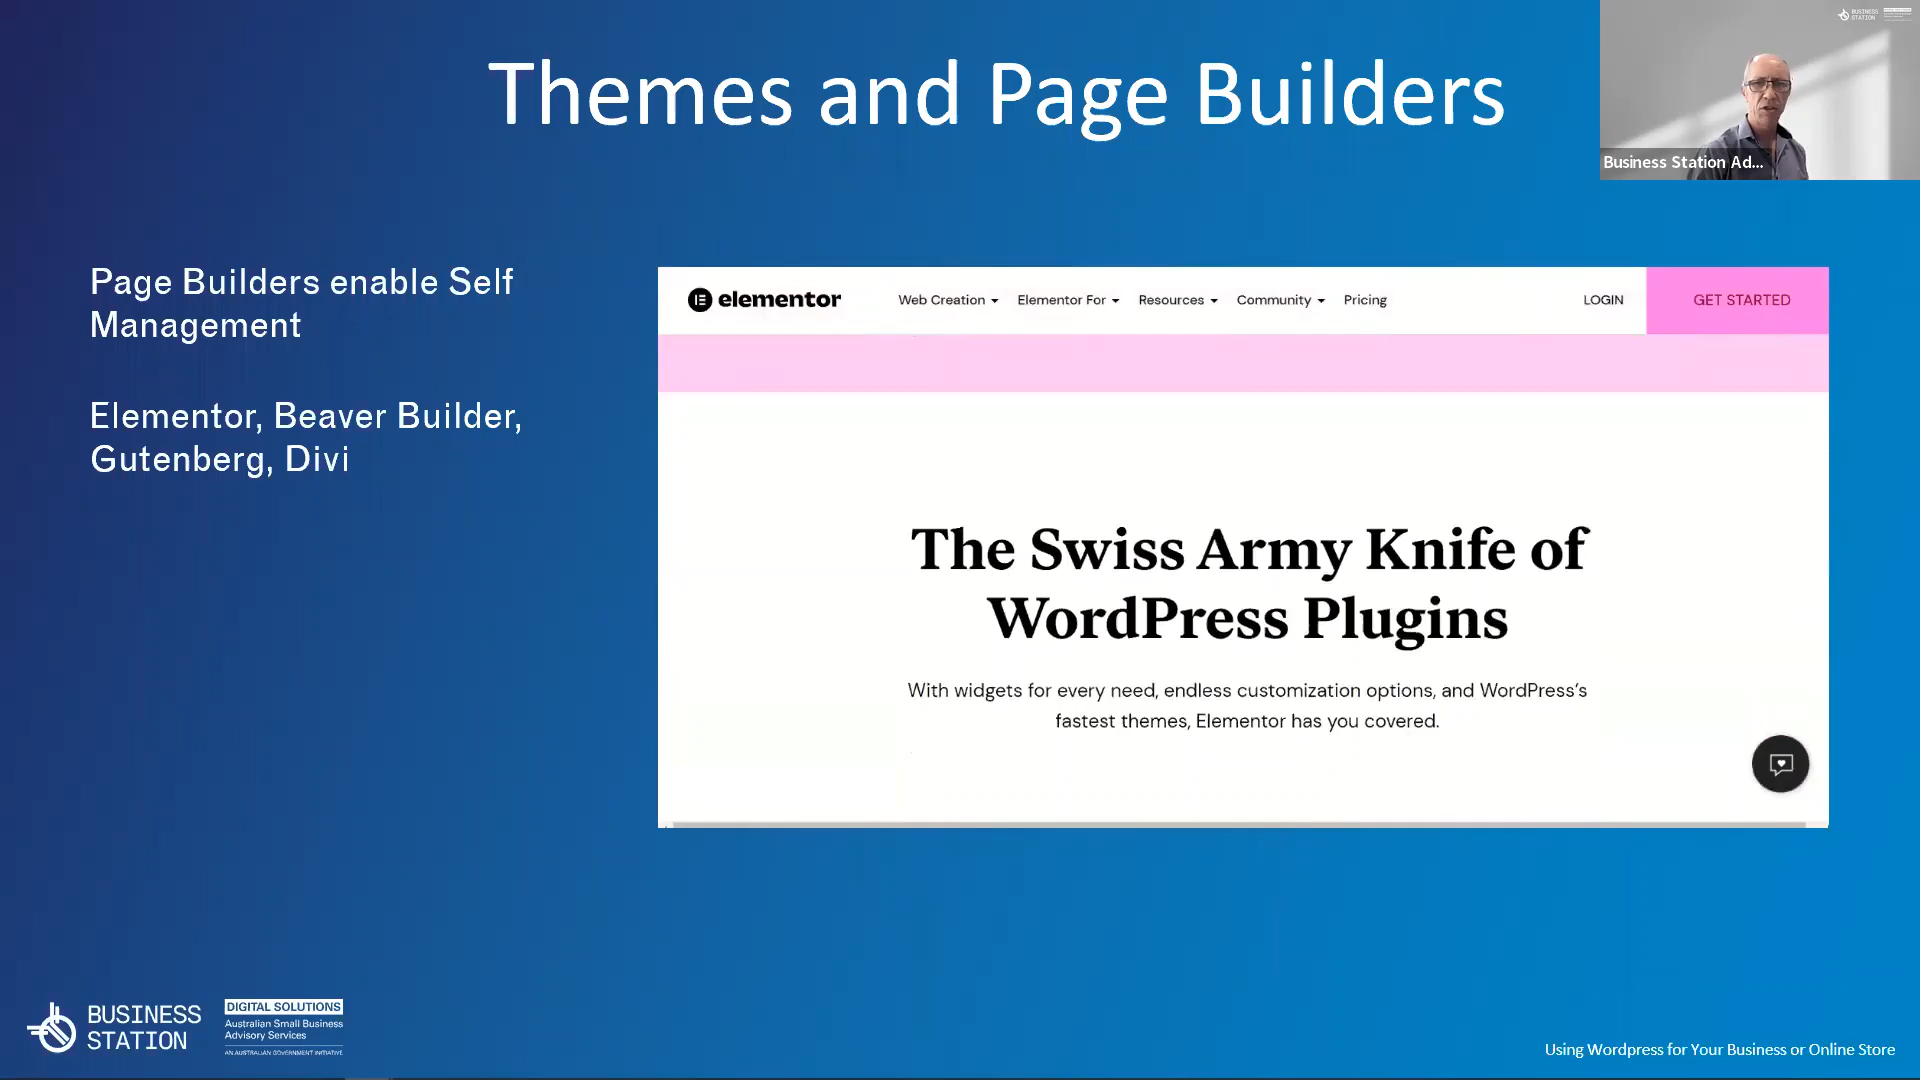 Themes and Page Builders
BUSINESS
STATION
Business Station Ad...
Page Builders enable Self
Management
Elementor, Beaver Builder,
Gutenberg, Divi
elementor
Web Creation
Elementor For
Resources
Community
Pricing
LOGIN
GET STARTED
The Swiss Army Knife of
WordPress Plugins
With widgets for every need, endless customization options, and WordPress's
fastest themes, Elementor has you covered.
BUSINESS
STATION
DIGITAL SOLUTIONS
Australian Small Business
Advisory Services
AN AUSTRALIAN GOVERNMENT INITIATIVE
Using Wordpress for Your Business or Online Store